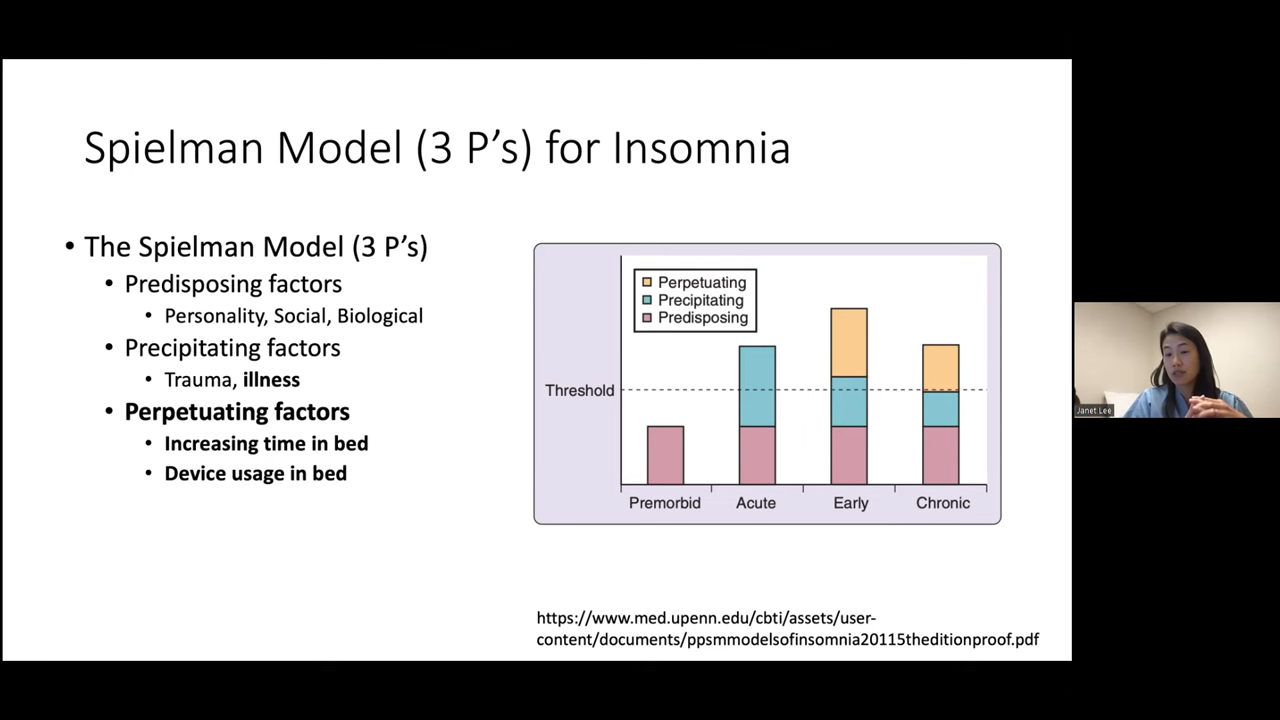 Spielman Model (3 P’s) for Insomnia
• The Spielman Model (3 P’s)
• Predisposing factors
• Personality, Social, Biological
• Precipitating factors
• Trauma, illness
• Perpetuating factors
• Increasing time in bed
• Device usage in bed
Perpetuating
Precipitating
Predisposing
Threshold
Premorbid
Acute
Early
Chronic
https://www.med.upenn.edu/cbti/assets/user-
content/documents/ppsmmodelsofinsomnia20115theditionproof.pdf
Janet Lee